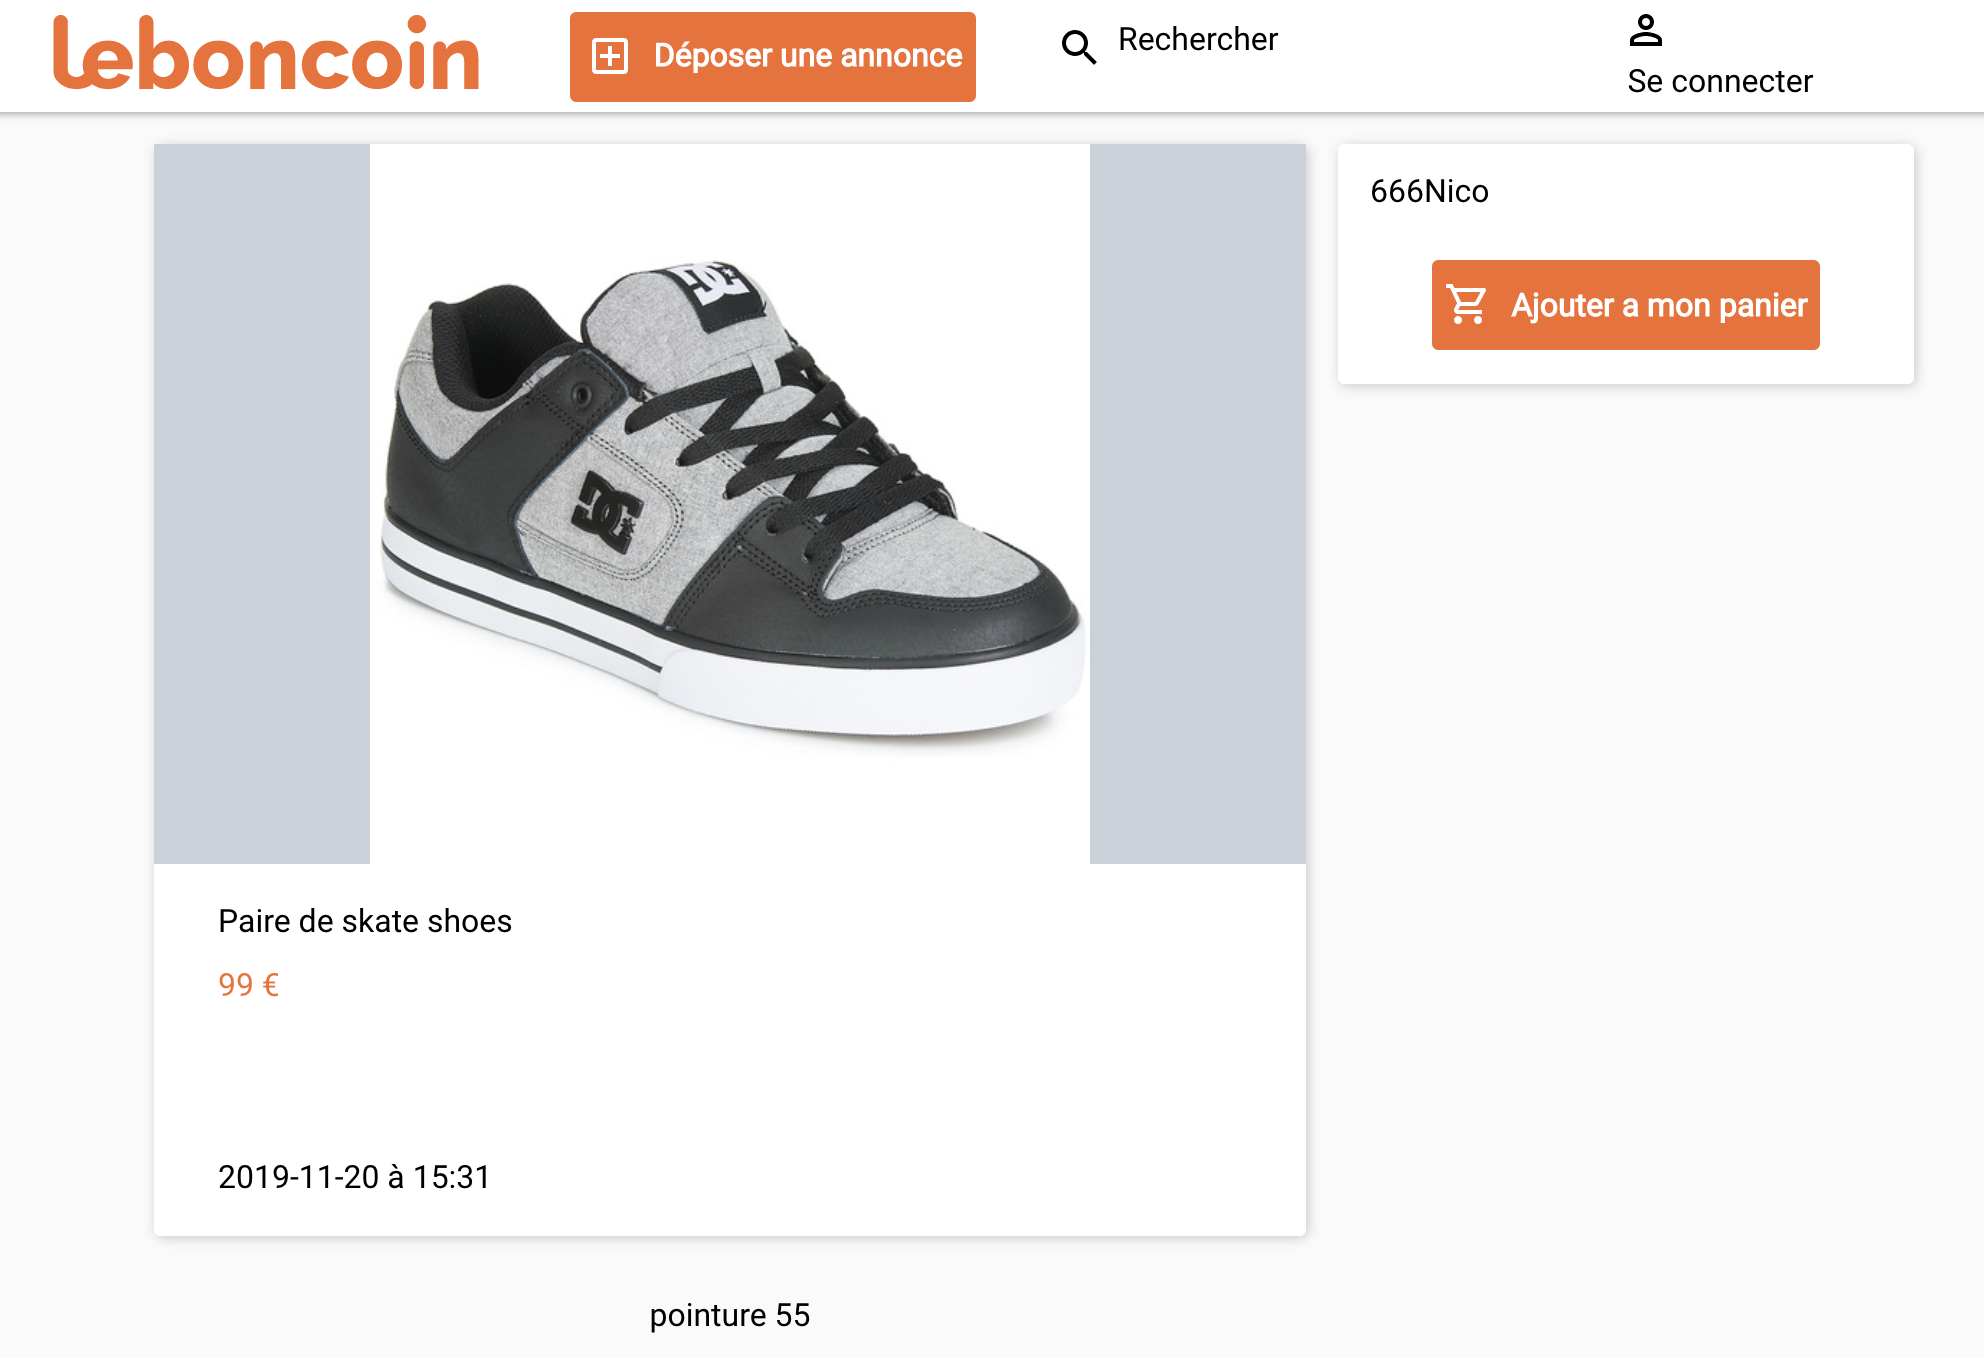 leboncoin
Déposer une annonce
Rechercher
Se connecter
666Nico
Ajouter a mon panier
DC
DC
Paire de skate shoes
99 €
2019-11-20 à 15:31
pointure 55